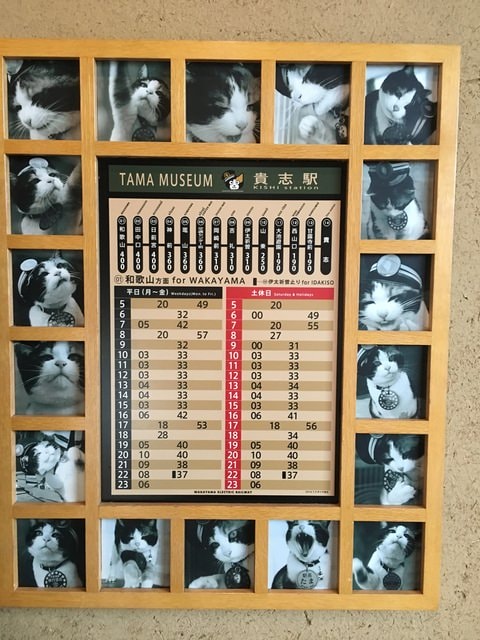 TAMA MUSEUM 貴志駅
KISHI station
和歌山 400
田中口 400
日前宮 400
神前 360
竈山 360
交通センター前 360
岡崎前 310
吉礼 310
伊太祈曽 310
山東 250
大池遊園 190
西山口 190
甘露寺前 190
貴志
01 和歌山方面 for WAKAYAMA ▮…伊太祈曽止り for IDAKISO
平日(月〜金) Weekdays(Mon. to Fri.) 土休日 Saturday & Holidays
5 20 49 5 20
6 32 6 00 49
7 05 42 7 20 55
8 20 57 8 27
9 32 9 00 31
10 03 33 10 03 33
11 03 33 11 03 33
12 03 33 12 03 33
13 03 33 13 04 34
14 03 33 14 03 33
15 03 33 15 03 33
16 03 42 16 06 41
17 18 53 17 18 56
18 28 18 34
19 05 40 19 05 40
20 10 40 20 10 40
21 09 38 21 09 38
22 08 ▮37 22 08 ▮37
23 06 23 06
WAKAYAMA ELECTRIC RAILWAY
駅長
たま